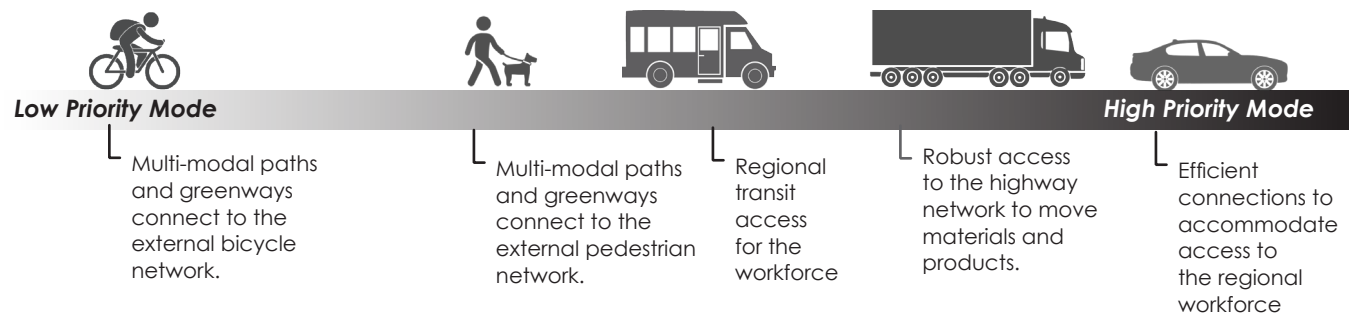 Low Priority Mode
High Priority Mode
Multi-modal paths
and greenways
connect to the
external bicycle
network.
Multi-modal paths
and greenways
connect to the
external pedestrian
network.
Regional
transit
access
for the
workforce
Robust access
to the highway
network to move
materials and
products.
Efficient
connections to
accommodate
access to
the regional
workforce